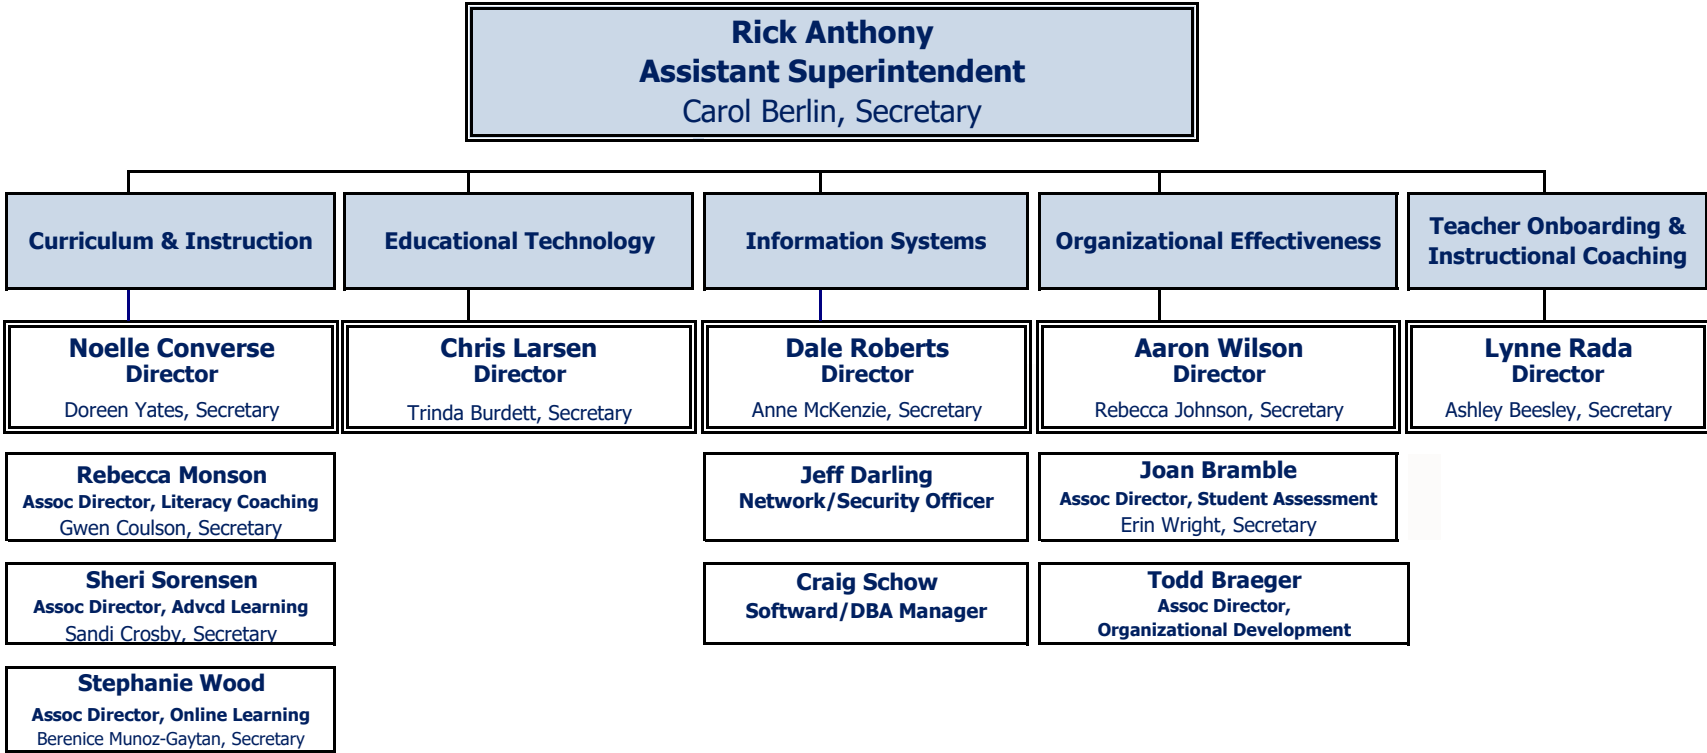 Rick Anthony
Assistant Superintendent
Carol Berlin, Secretary
Curriculum & Instruction
Educational Technology
Information Systems
Organizational Effectiveness
Teacher Onboarding &
Instructional Coaching
Noelle Converse
Director
Doreen Yates, Secretary
Chris Larsen
Director
Trinda Burdett, Secretary
Dale Roberts
Director
Anne McKenzie, Secretary
Aaron Wilson
Director
Rebecca Johnson, Secretary
Lynne Rada
Director
Ashley Beesley, Secretary
Rebecca Monson
Assoc Director, Literacy Coaching
Gwen Coulson, Secretary
Jeff Darling
Network/Security Officer
Joan Bramble
Assoc Director, Student Assessment
Erin Wright, Secretary
Sheri Sorensen
Assoc Director, Advcd Learning
Sandi Crosby, Secretary
Craig Schow
Softward/DBA Manager
Todd Braeger
Assoc Director,
Organizational Development
Stephanie Wood
Assoc Director, Online Learning
Berenice Munoz-Gaytan, Secretary